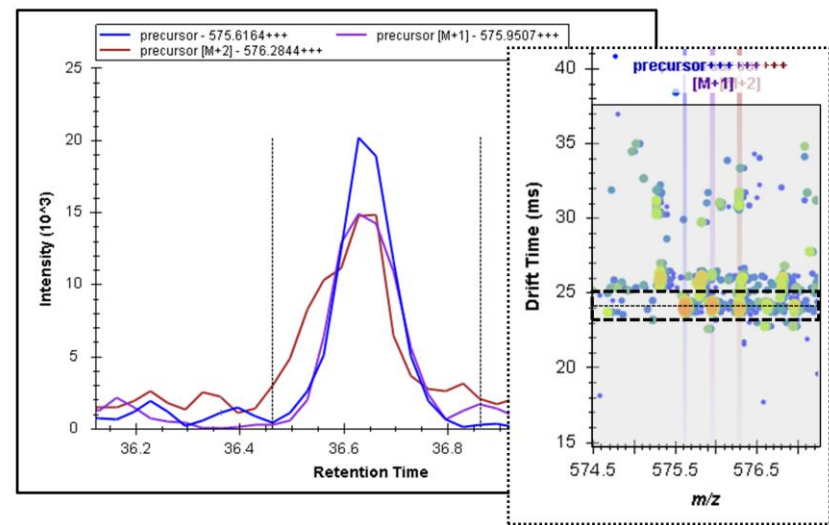 precursor - 575.6164+++
precursor [M+1] - 575.9507+++
precursor [M+2] - 576.2844+++
25
20
15
10
5
0
Intensity (10^3)
36.2
36.4
36.6
36.8
Retention Time
precursor+++
[M+1]
[M+2]
40
35
30
25
20
15
Drift Time (ms)
574.5
575.5
576.5
m/z